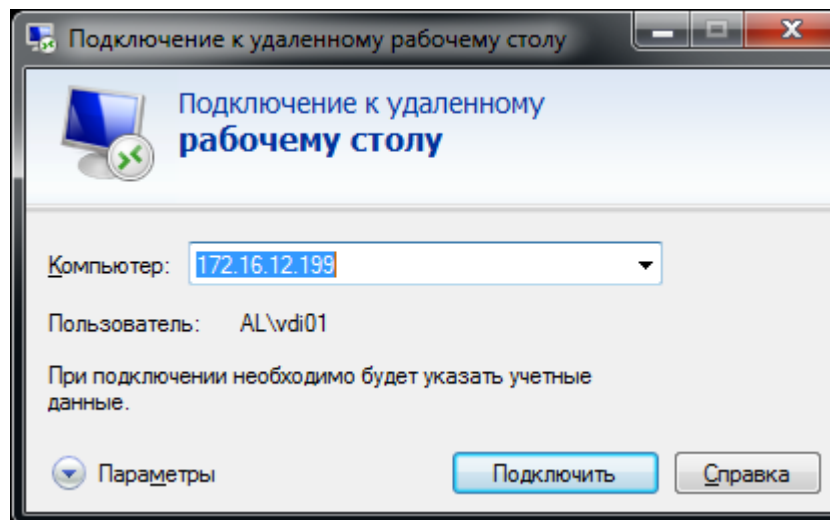 Подключение к удаленному рабочему столу
Подключение к удаленному
рабочему столу
Компьютер: 172.16.12.199
Пользователь: AL\vdi01
При подключении необходимо будет указать учетные
данные.
Параметры Подключить Справка